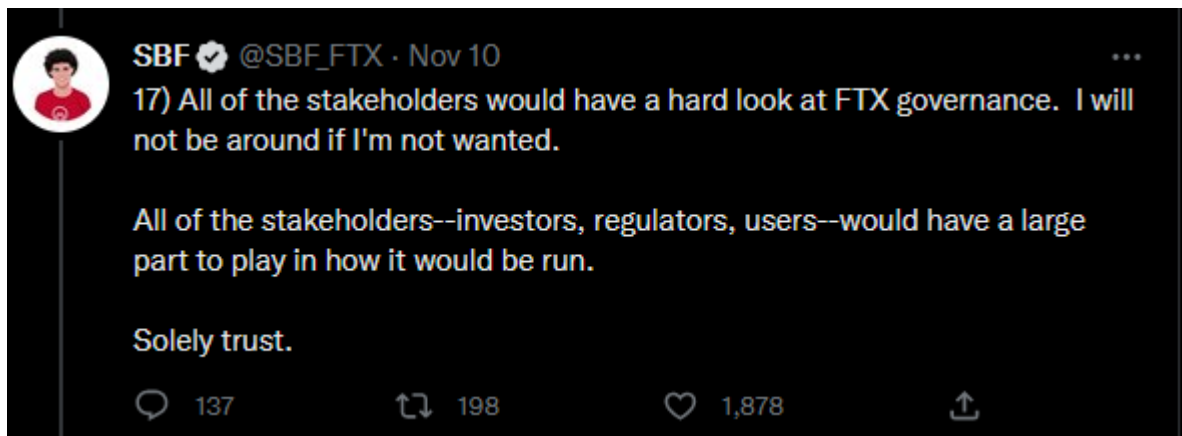 SBF @SBF_FTX · Nov 10
17) All of the stakeholders would have a hard look at FTX governance.  I will
not be around if I'm not wanted.
All of the stakeholders--investors, regulators, users--would have a large
part to play in how it would be run.
Solely trust.
137 198 1,878